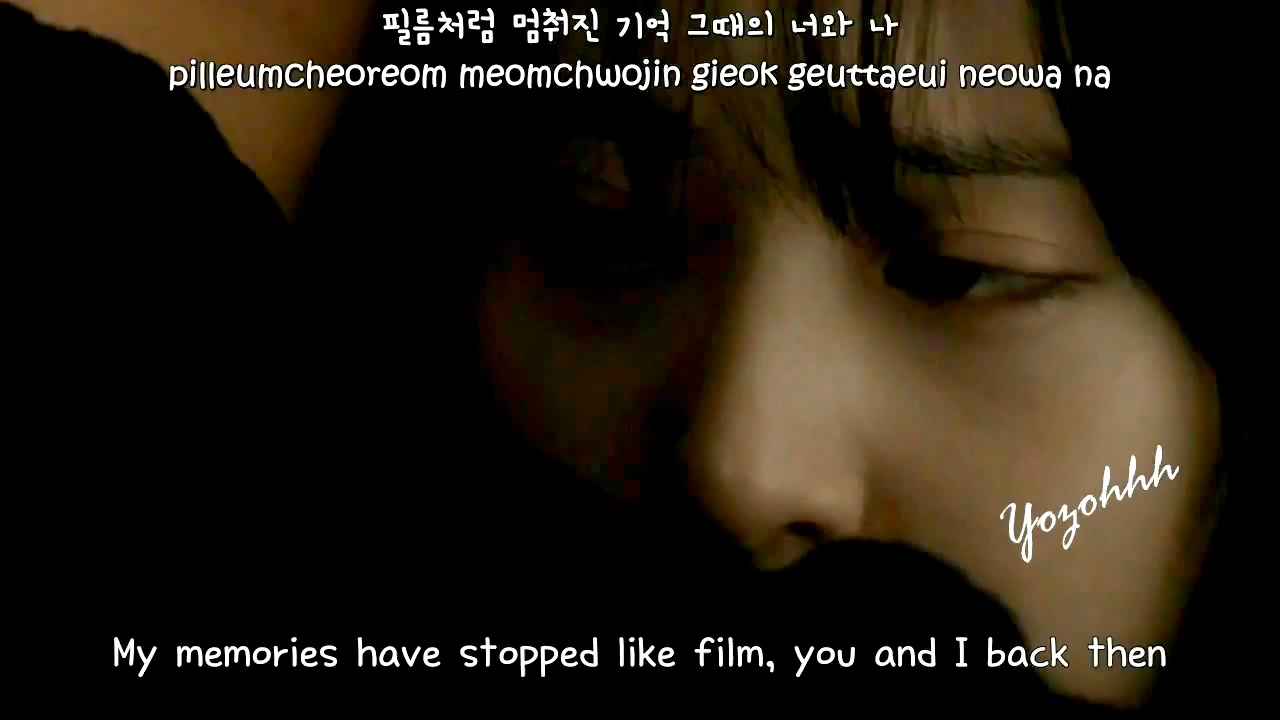 필름처럼 멈춰진 기억 그때의 너와 나
pilleumcheoreom meomchwojin gieok geuttaeui neowa na
Yozohhh
My memories have stopped like film, you and I back then